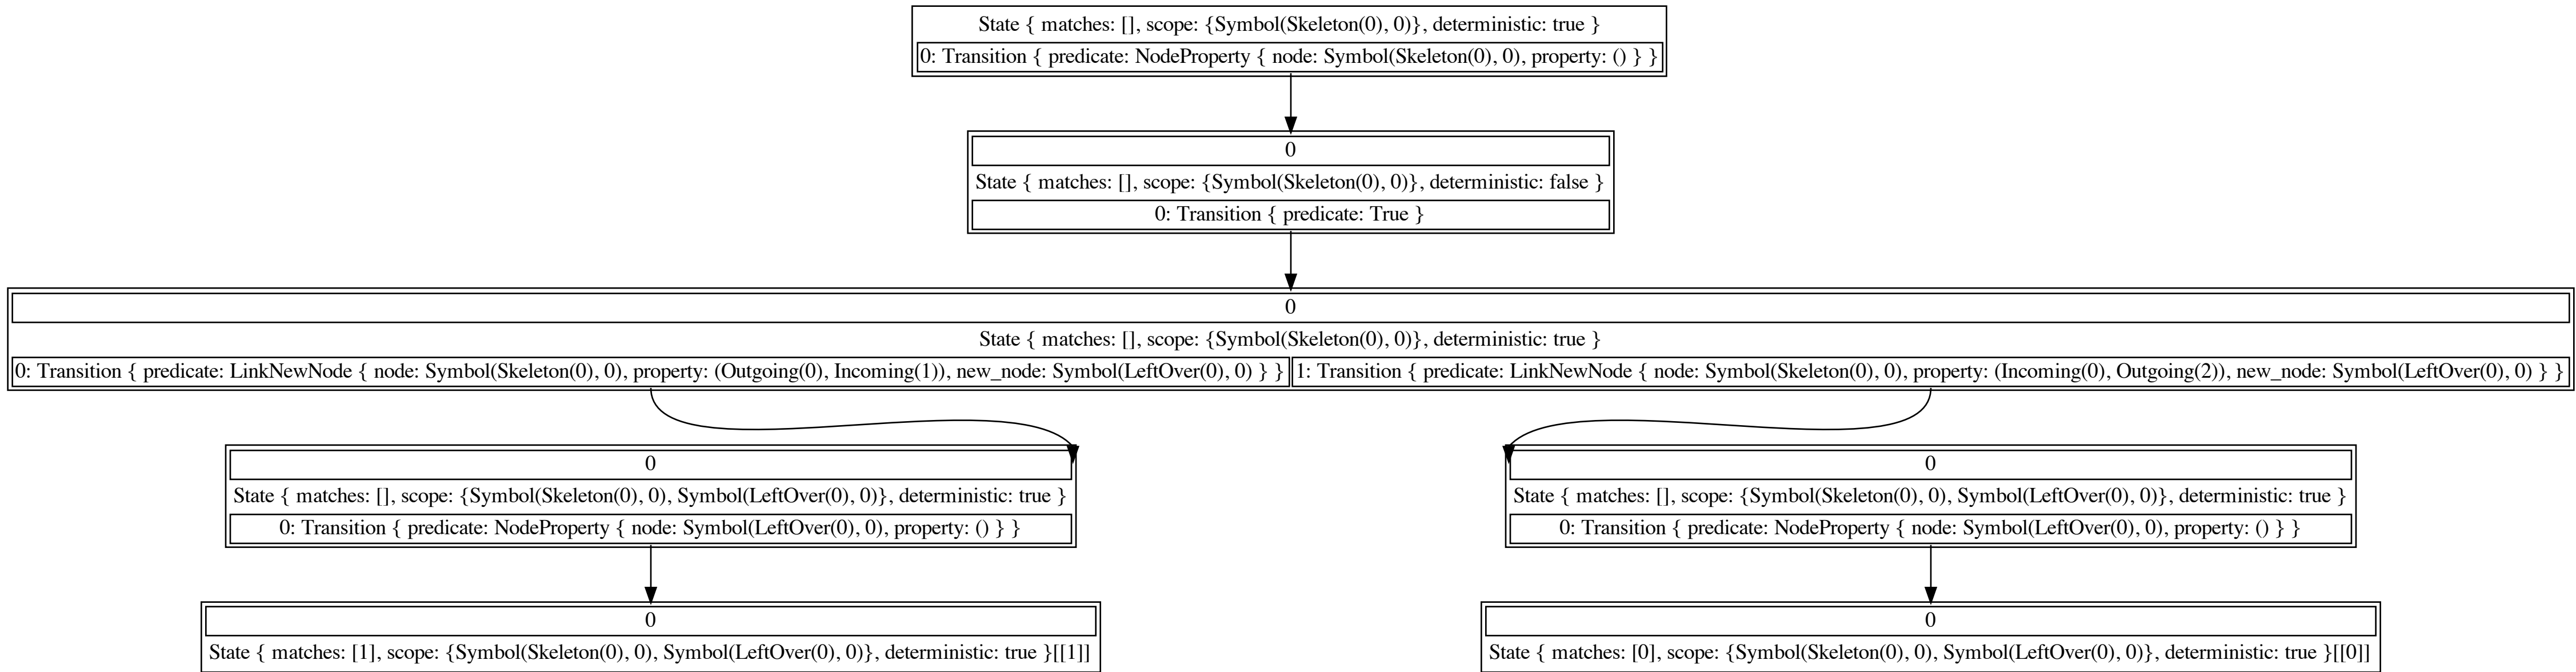 State { matches: [], scope: {Symbol(Skeleton(0), 0)}, deterministic: true }
0: Transition { predicate: NodeProperty { node: Symbol(Skeleton(0), 0), property: () } }
0
State { matches: [], scope: {Symbol(Skeleton(0), 0)}, deterministic: false }
0: Transition { predicate: True }
0
State { matches: [], scope: {Symbol(Skeleton(0), 0)}, deterministic: true }
0: Transition { predicate: LinkNewNode { node: Symbol(Skeleton(0), 0), property: (Outgoing(0), Incoming(1)), new_node: Symbol(LeftOver(0), 0) } }
1: Transition { predicate: LinkNewNode { node: Symbol(Skeleton(0), 0), property: (Incoming(0), Outgoing(2)), new_node: Symbol(LeftOver(0), 0) } }
0
State { matches: [], scope: {Symbol(Skeleton(0), 0), Symbol(LeftOver(0), 0)}, deterministic: true }
0: Transition { predicate: NodeProperty { node: Symbol(LeftOver(0), 0), property: () } }
0
State { matches: [], scope: {Symbol(Skeleton(0), 0), Symbol(LeftOver(0), 0)}, deterministic: true }
0: Transition { predicate: NodeProperty { node: Symbol(LeftOver(0), 0), property: () } }
0
State { matches: [1], scope: {Symbol(Skeleton(0), 0), Symbol(LeftOver(0), 0)}, deterministic: true }[[1]]
0
State { matches: [0], scope: {Symbol(Skeleton(0), 0), Symbol(LeftOver(0), 0)}, deterministic: true }[[0]]